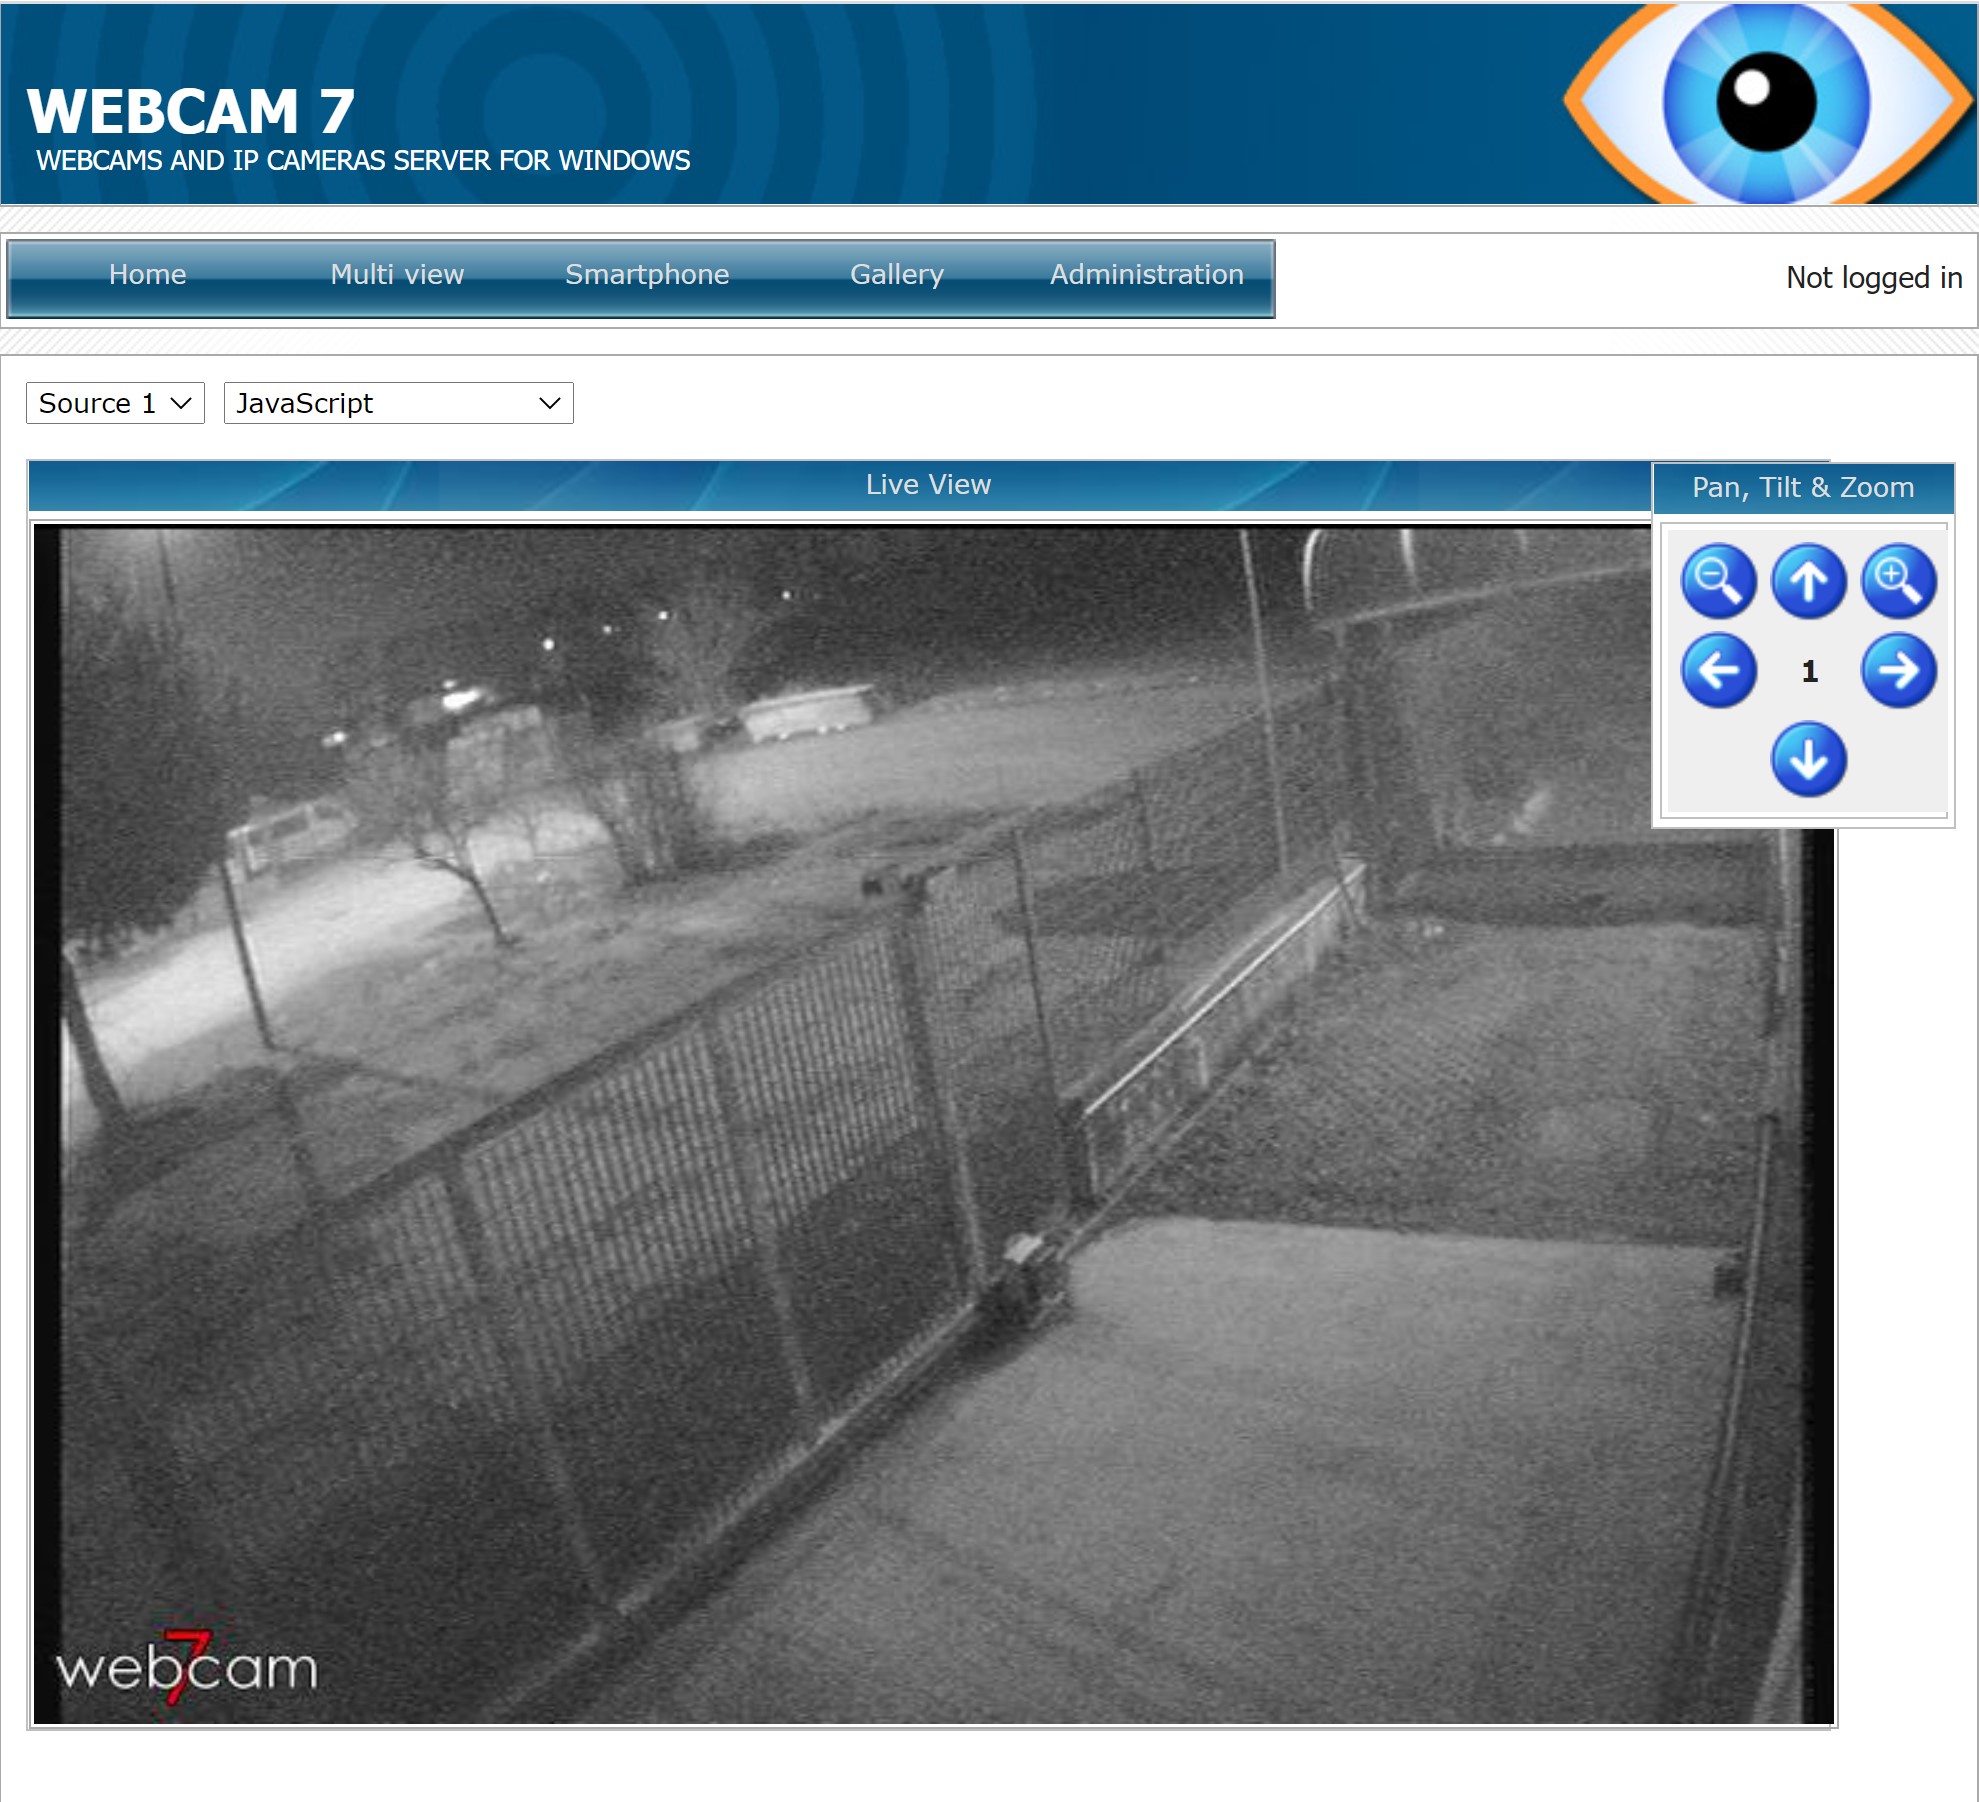 WEBCAM 7
WEBCAMS AND IP CAMERAS SERVER FOR WINDOWS
Home Multi view Smartphone Gallery Administration Not logged in
Source 1 JavaScript
Live View Pan, Tilt & Zoom
1
webcam 7